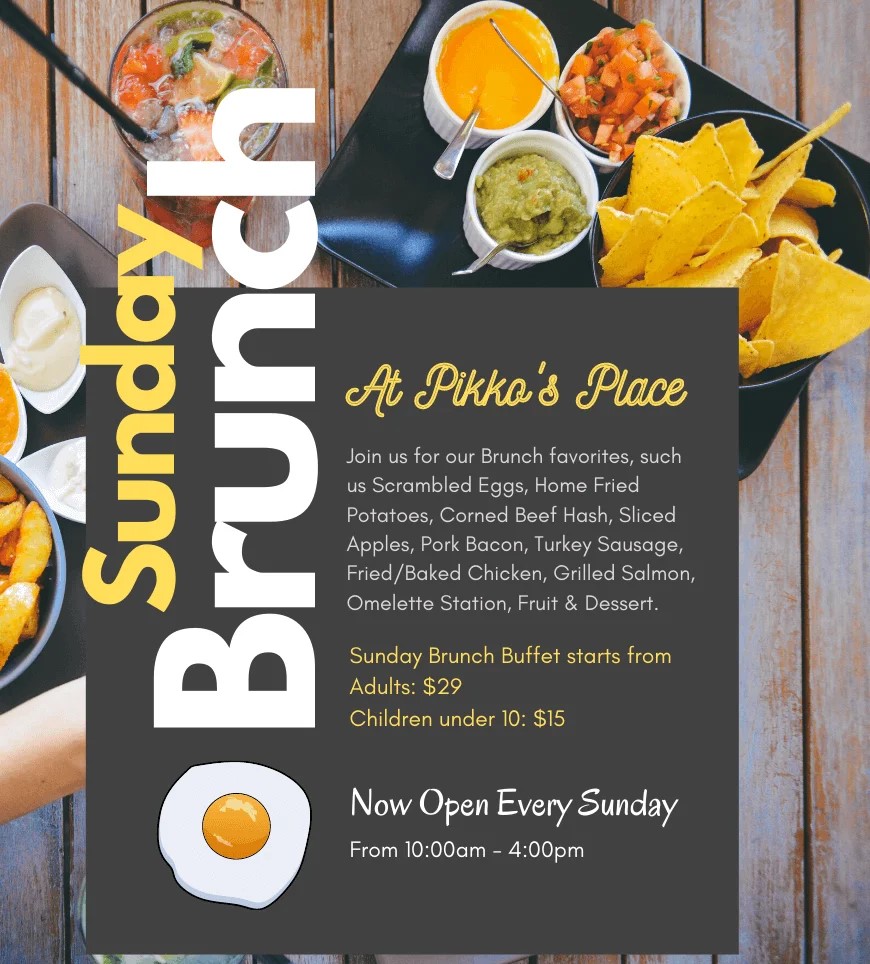 Sunday
Brunch
At Pikko's Place
Join us for our Brunch favorites, such
us Scrambled Eggs, Home Fried
Potatoes, Corned Beef Hash, Sliced
Apples, Pork Bacon, Turkey Sausage,
Fried/Baked Chicken, Grilled Salmon,
Omelette Station, Fruit & Dessert.
Sunday Brunch Buffet starts from
Adults: $29
Children under 10: $15
Now Open Every Sunday
From 10:00am - 4:00pm